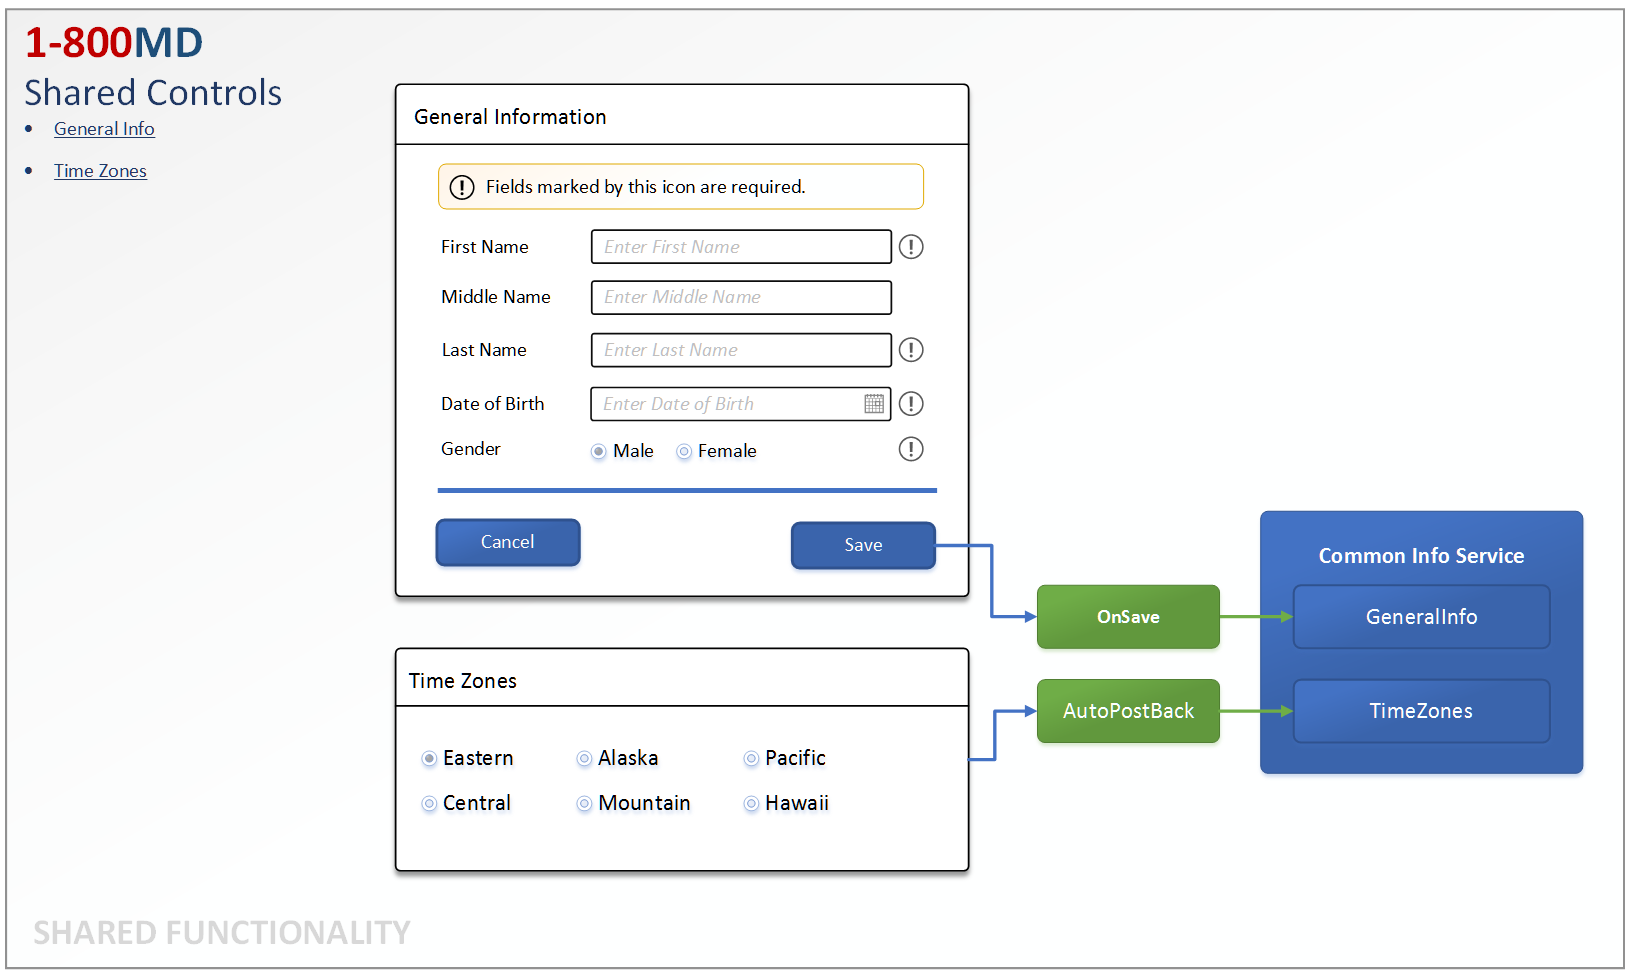 1-800MD
Shared Controls
• General Info
• Time Zones
General Information
Fields marked by this icon are required.
First Name Enter First Name
Middle Name Enter Middle Name
Last Name Enter Last Name
Date of Birth Enter Date of Birth
Gender Male Female
Cancel Save
Common Info Service
OnSave GeneralInfo
AutoPostBack TimeZones
Time Zones
Eastern Alaska Pacific
Central Mountain Hawaii
SHARED FUNCTIONALITY